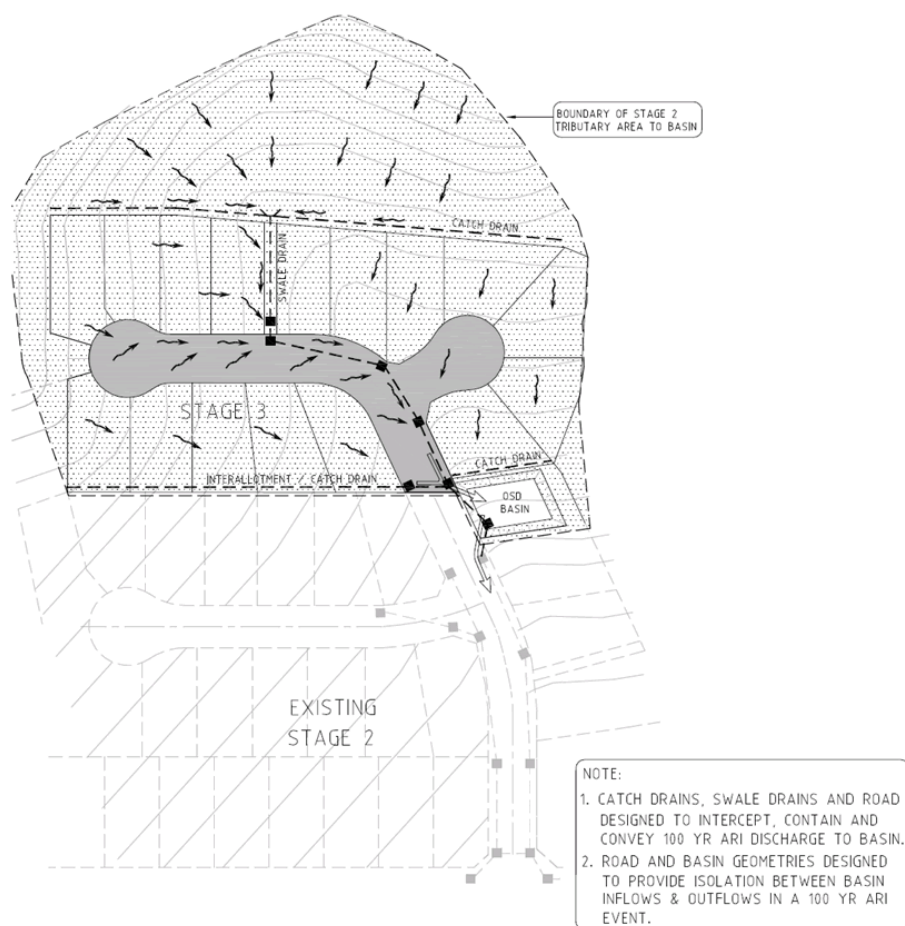 BOUNDARY OF STAGE 2
TRIBUTARY AREA TO BASIN
CATCH DRAIN
SWALE DRAIN
STAGE 3
CATCH DRAIN
INTERALLOTMENT / CATCH DRAIN
OSD
BASIN
EXISTING
STAGE 2
NOTE:
1. CATCH DRAINS, SWALE DRAINS AND ROAD
DESIGNED TO INTERCEPT, CONTAIN AND
CONVEY 100 YR ARI DISCHARGE TO BASIN.
2. ROAD AND BASIN GEOMETRIES DESIGNED
TO PROVIDE ISOLATION BETWEEN BASIN
INFLOWS & OUTFLOWS IN A 100 YR ARI
EVENT.